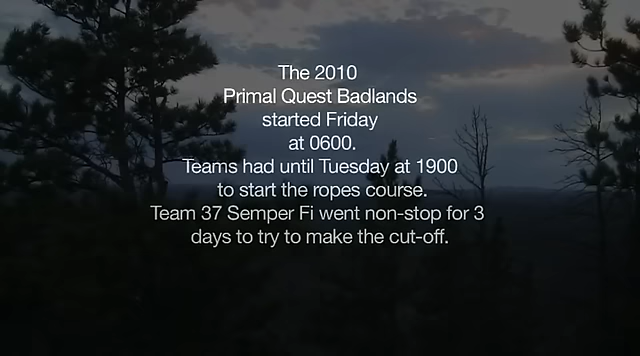 The 2010
Primal Quest Badlands
started Friday
at 0600.
Teams had until Tuesday at 1900
to start the ropes course.
Team 37 Semper Fi went non-stop for 3
days to try to make the cut-off.